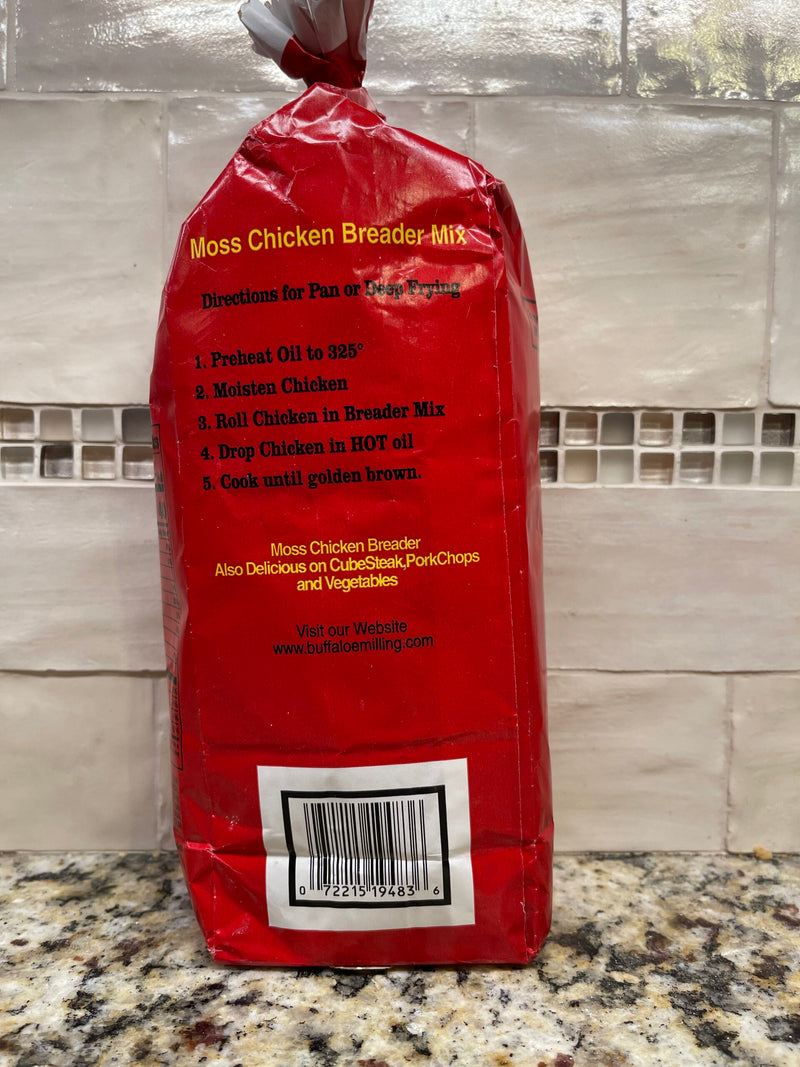 Moss Chicken Breader Mix
Directions for Pan or Deep Frying
1. Preheat Oil to 325°
2. Moisten Chicken
3. Roll Chicken in Breader Mix
4. Drop Chicken in HOT oil
5. Cook until golden brown.
Moss Chicken Breader
Also Delicious on CubeSteak,PorkChops
and Vegetables
Visit our Website
www.buffaloemilling.com
0 72215 19483 6